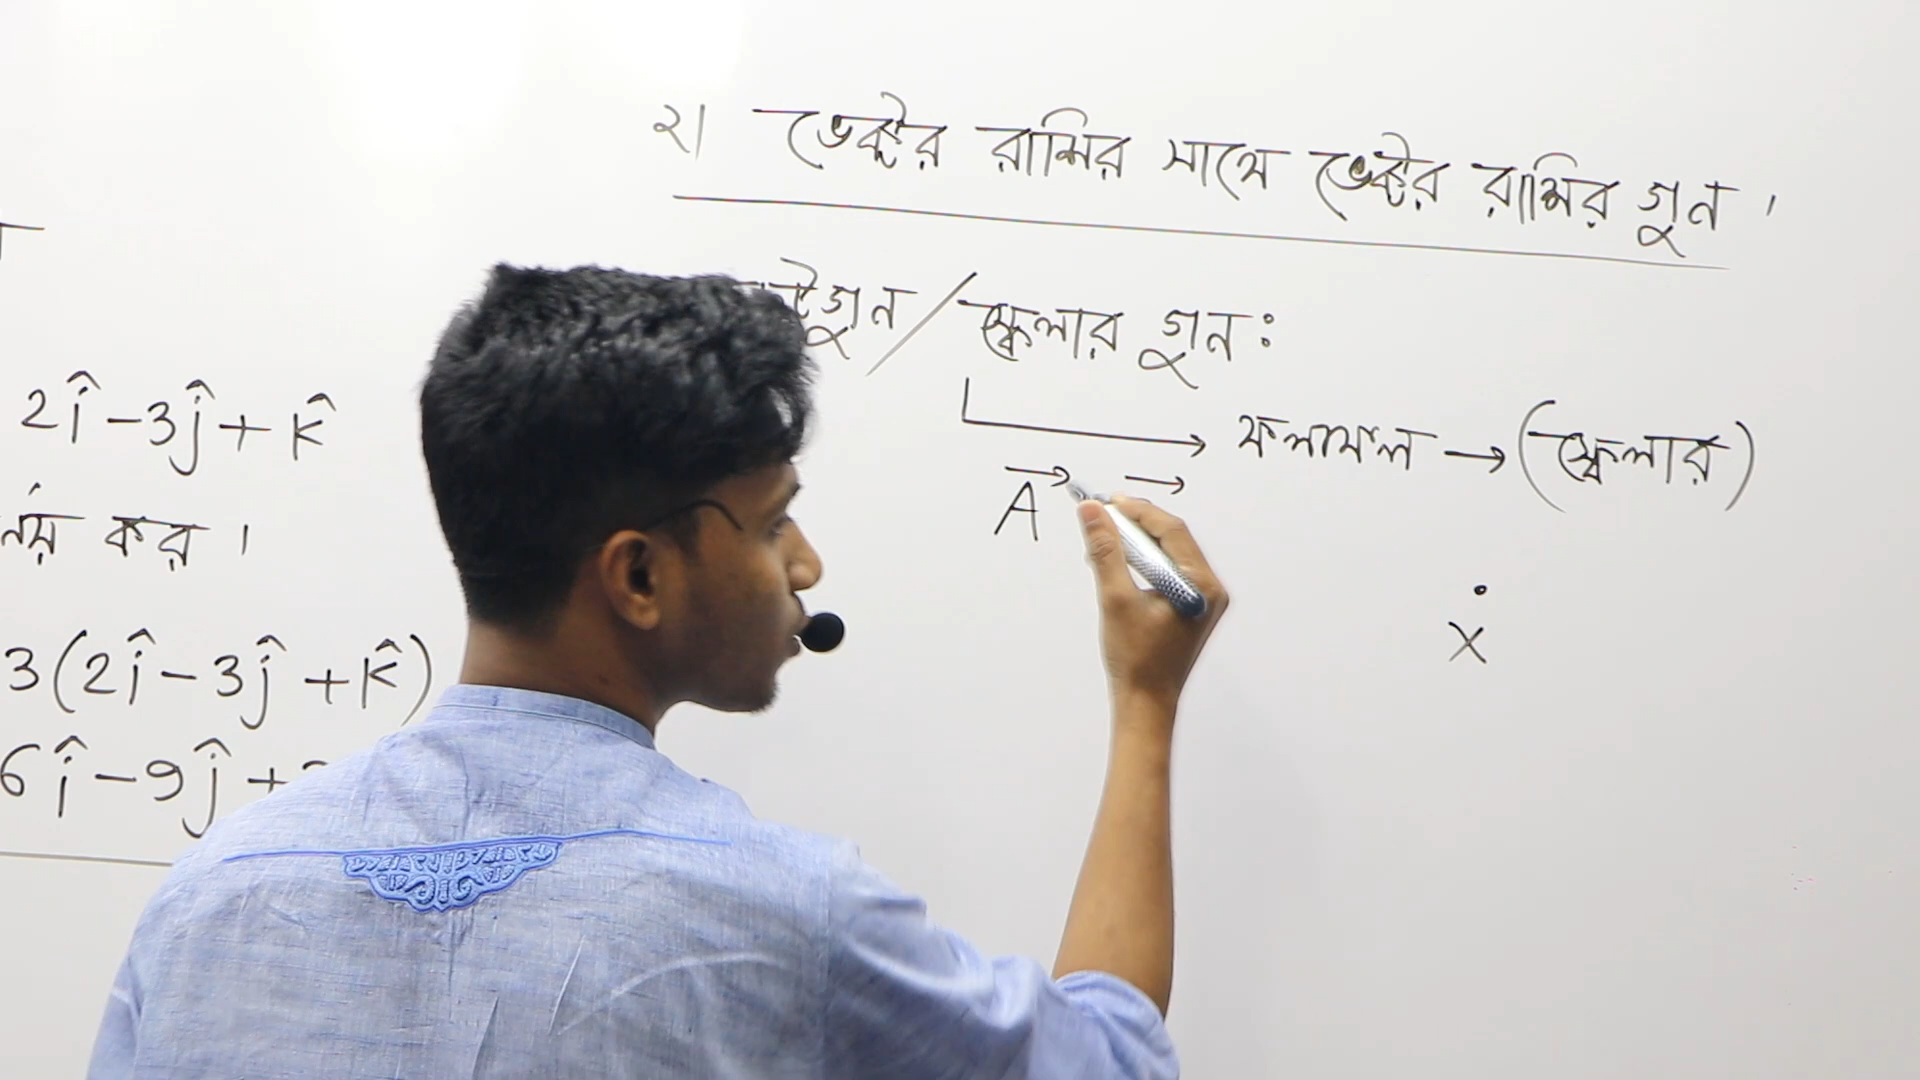 ২। ভেক্টর রাশির সাথে ভেক্টর রাশির গুন।
গুন / স্কেলার গুন:
ফলাফল → (স্কেলার)
A⃗ →
•
×
2î - 3ĵ + k̂
কর।
3(2î - 3ĵ + k̂)
6î - 9ĵ +